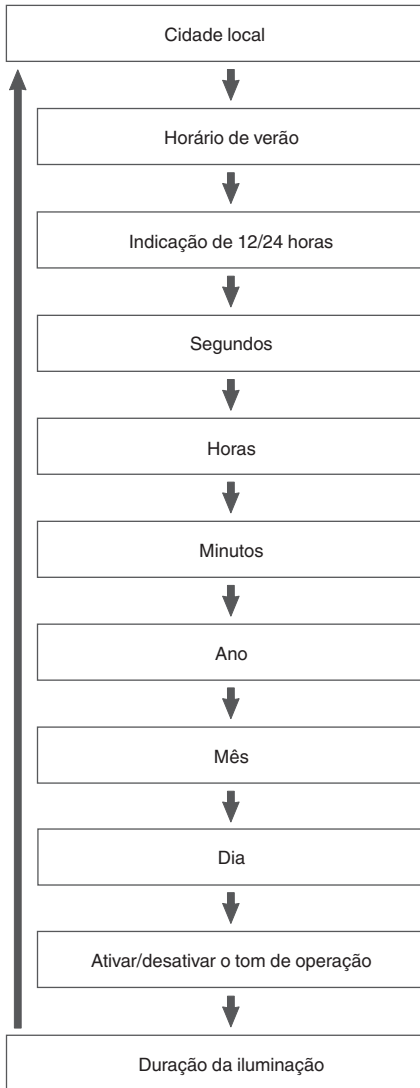 Cidade local
Horário de verão
Indicação de 12/24 horas
Segundos
Horas
Minutos
Ano
Mês
Dia
Ativar/desativar o tom de operação
Duração da iluminação